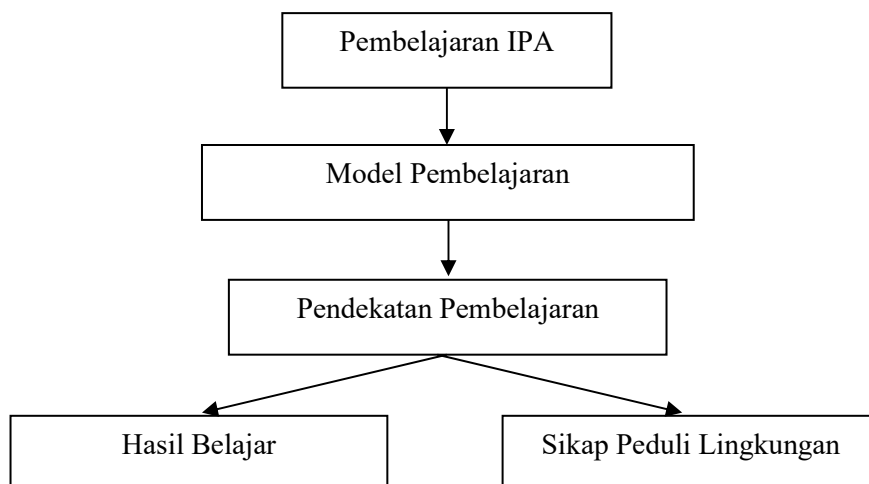 Pembelajaran IPA
Model Pembelajaran
Pendekatan Pembelajaran
Hasil Belajar
Sikap Peduli Lingkungan